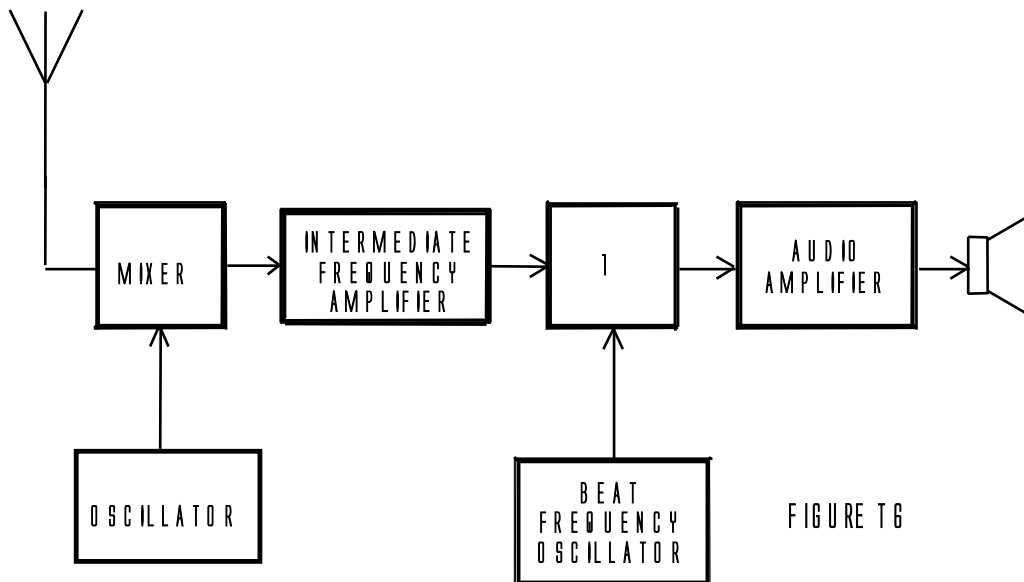 MIXER
INTERMEDIATE
FREQUENCY
AMPLIFIER
1
AUDIO
AMPLIFIER
OSCILLATOR
BEAT
FREQUENCY
OSCILLATOR
FIGURE T6